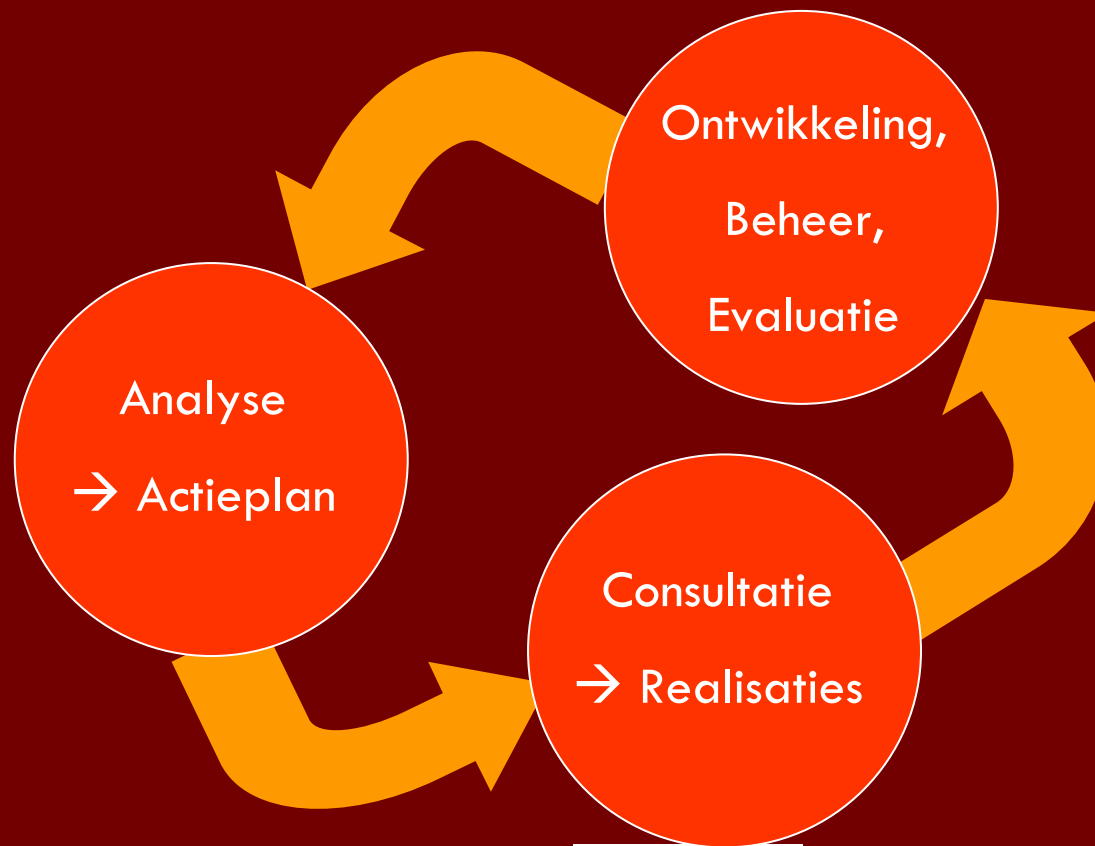 Ontwikkeling,
Beheer,
Evaluatie
Analyse
→ Actieplan
Consultatie
→ Realisaties